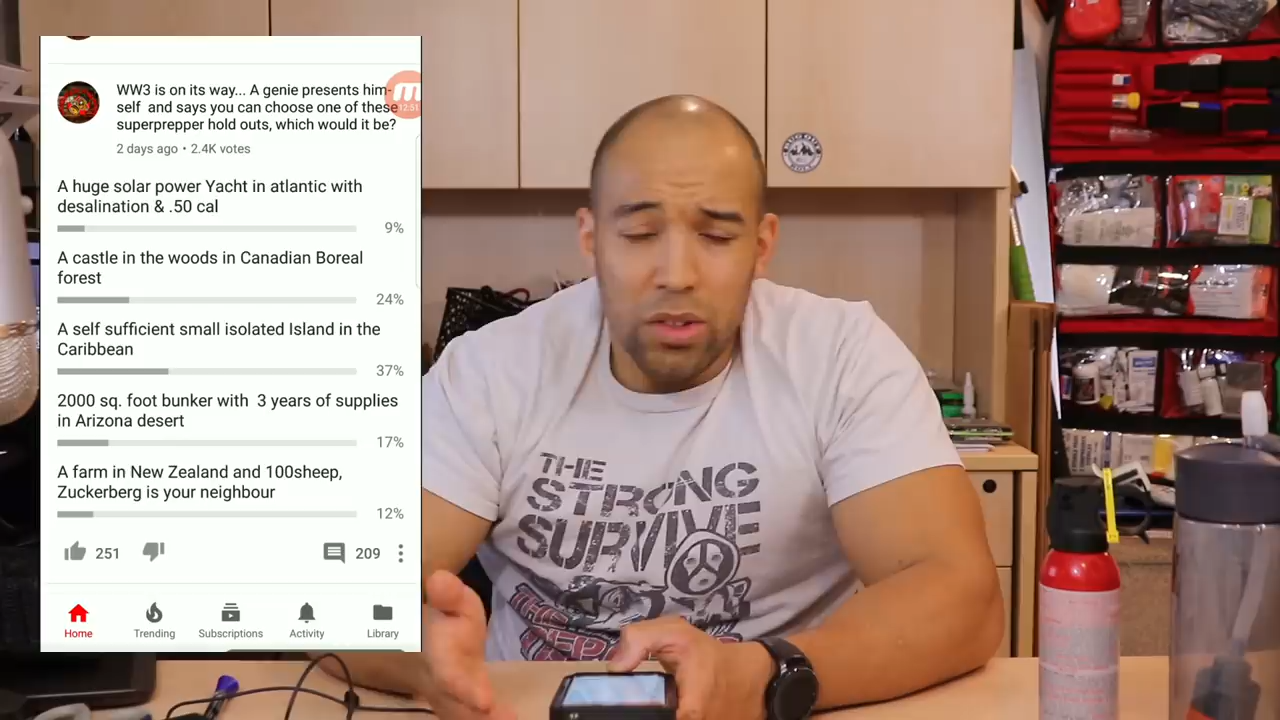 WW3 is on its way... A genie presents him-
self and says you can choose one of these
superprepper hold outs, which would it be?
12:51
2 days ago • 2.4K votes
A huge solar power Yacht in atlantic with
desalination & .50 cal
9%
A castle in the woods in Canadian Boreal
forest
24%
A self sufficient small isolated Island in the
Caribbean
37%
2000 sq. foot bunker with 3 years of supplies
in Arizona desert
17%
A farm in New Zealand and 100sheep,
Zuckerberg is your neighbour
12%
251
209
Home
Trending
Subscriptions
Activity
Library
THE
STRONG
SURVIVE